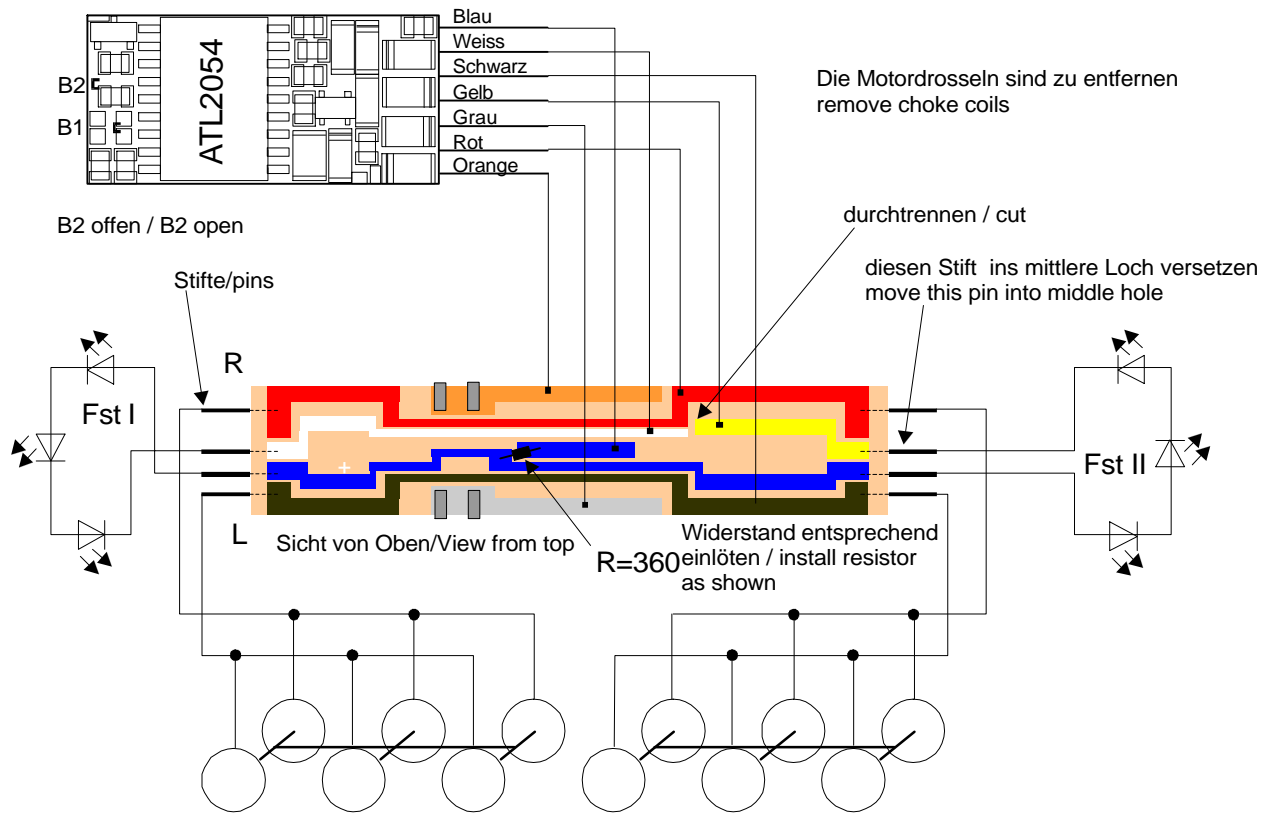 Blau
Weiss
Schwarz
Gelb
Grau
Rot
Orange
ATL2054
B2
B1
Die Motordrosseln sind zu entfernen
remove choke coils
B2 offen / B2 open
durchtrennen / cut
Stifte/pins
diesen Stift ins mittlere Loch versetzen
move this pin into middle hole
R
Fst I
Fst II
L
Sicht von Oben/View from top
R=360
Widerstand entsprechend
einlöten / install resistor
as shown